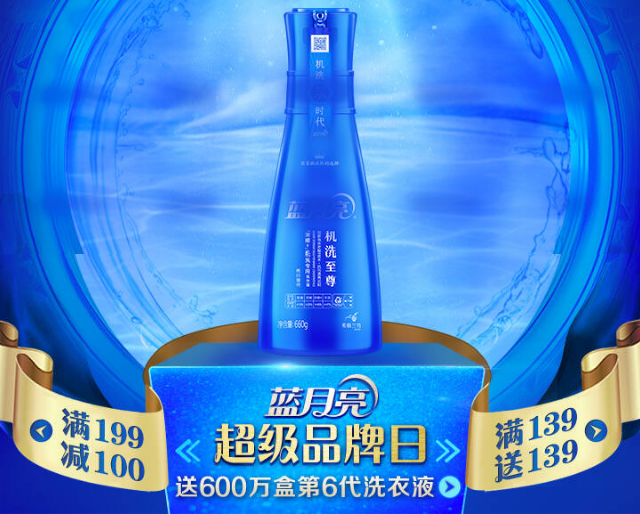 机洗
时代
蓝月亮
机洗至尊
净含量:660g
蓝月亮
超级品牌日
送600万盒第6代洗衣液
满199
减100
满139
送139